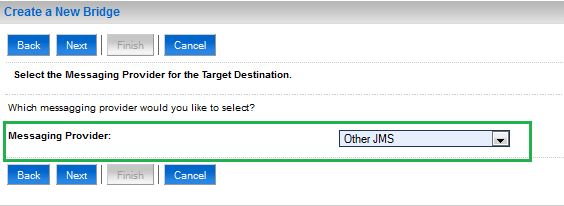 Create a New Bridge
Back Next Finish Cancel
Select the Messaging Provider for the Target Destination.
Which messagging provider would you like to select?
Messaging Provider: Other JMS
Back Next Finish Cancel